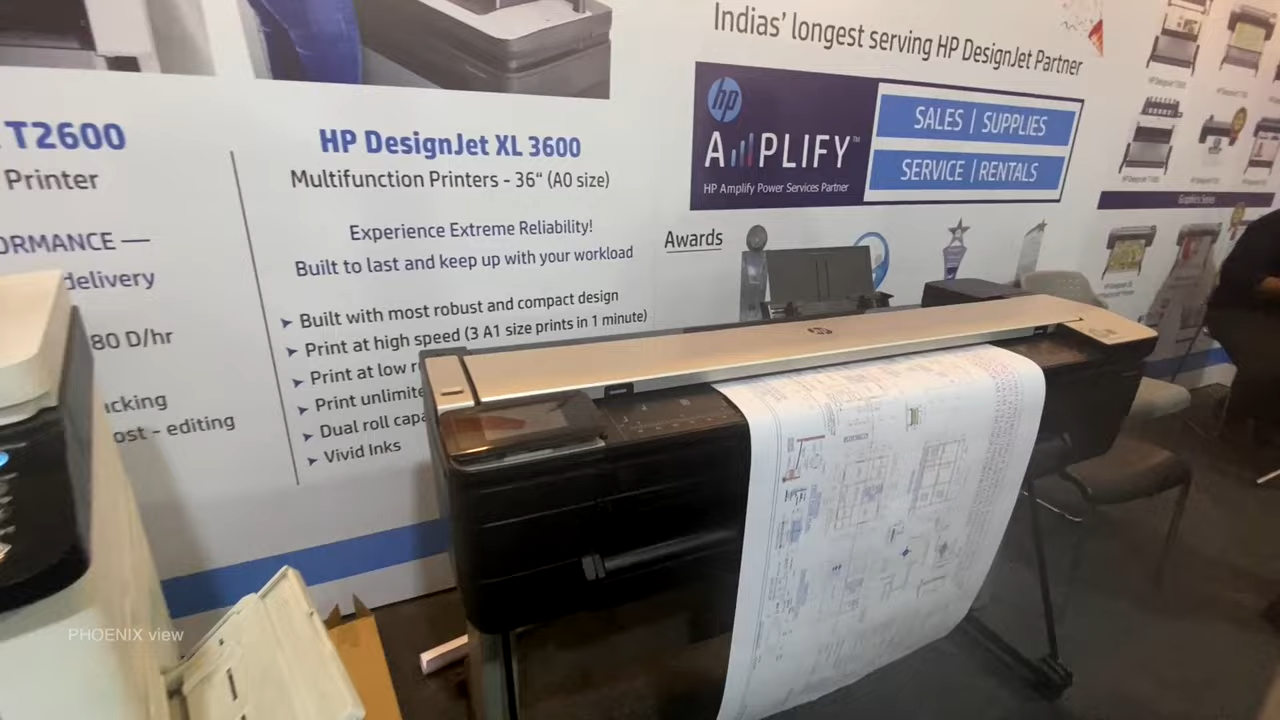 T2600
Printer
ORMANCE —
delivery
80 D/hr
cking
ost - editing
HP DesignJet XL 3600
Multifunction Printers - 36“ (A0 size)
Experience Extreme Reliability!
Built to last and keep up with your workload
➤ Built with most robust and compact design
➤ Print at high speed (3 A1 size prints in 1 minute)
➤ Print at low r
➤ Print unlimite
➤ Dual roll capa
➤ Vivid Inks
Indias’ longest serving HP DesignJet Partner
hp
AMPLIFY™
HP Amplify Power Services Partner
SALES | SUPPLIES
SERVICE | RENTALS
Awards
Graphics Series
PHOENIX view